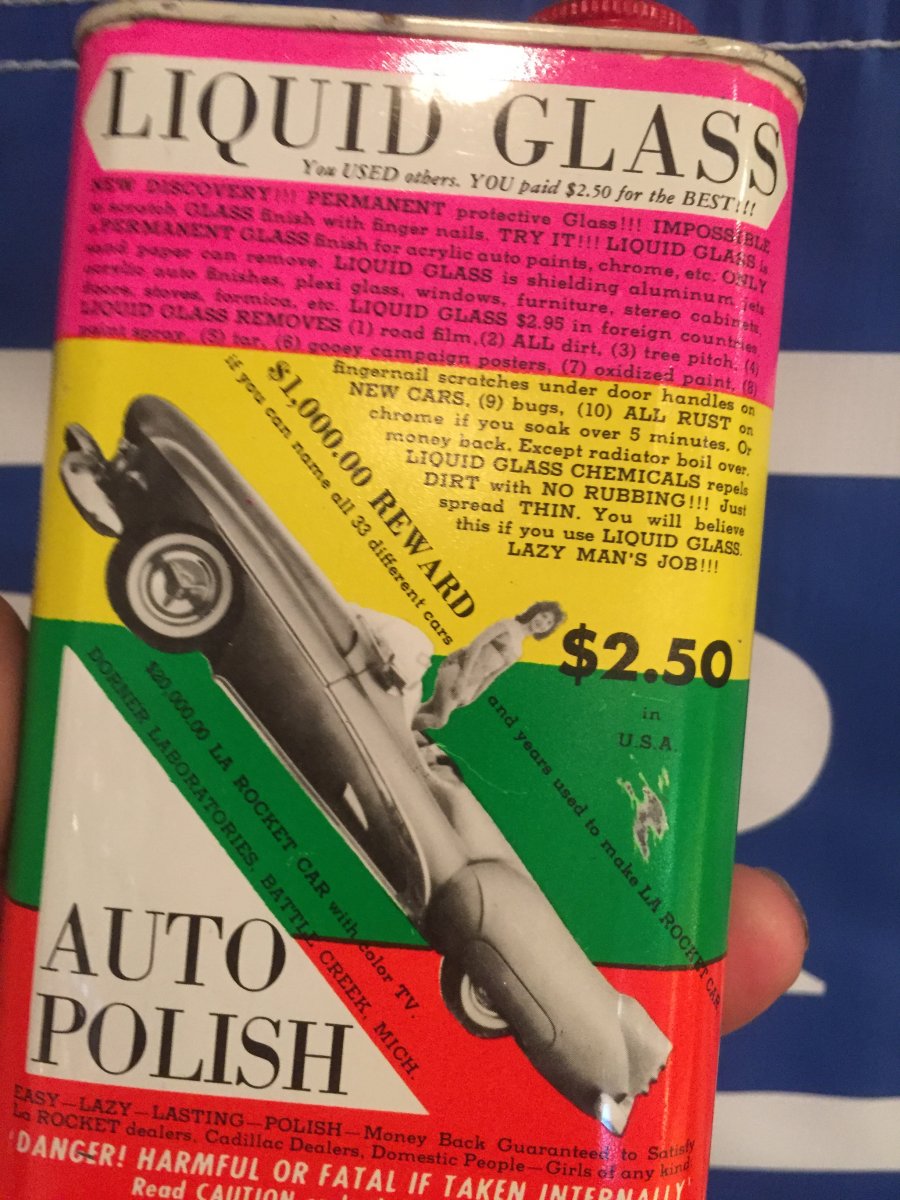 LIQUID GLASS
You USED others. YOU paid $2.50 for the BEST!!!
NEW DISCOVERY!!! PERMANENT protective Glass!!! IMPOSSIBLE
to scratch GLASS finish with finger nails. TRY IT!!! LIQUID GLASS is
a PERMANENT GLASS finish for acrylic auto paints, chrome, etc. ONLY
sand paper can remove. LIQUID GLASS is shielding aluminum, jets
acrylic auto finishes, plexi glass, windows, furniture, stereo cabinets,
floors, stoves, formica, etc. LIQUID GLASS $2.95 in foreign countries.
LIQUID GLASS REMOVES (1) road film, (2) ALL dirt, (3) tree pitch, (4)
paint spray, (5) tar, (6) gooey campaign posters, (7) oxidized paint, (8)
fingernail scratches under door handles on
NEW CARS, (9) bugs, (10) ALL RUST on
chrome if you soak over 5 minutes. Or
money back. Except radiator boil over.
LIQUID GLASS CHEMICALS repels
DIRT with NO RUBBING!!! Just
spread THIN. You will believe
this if you use LIQUID GLASS.
LAZY MAN'S JOB!!!
$1,000.00 REWARD
if you can name all 33 different cars
and years used to make LA ROCKET CAR
$2.50
in
U.S.A.
$20,000.00 LA ROCKET CAR with color TV.
DORNER LABORATORIES, BATTLE CREEK, MICH.
AUTO
POLISH
EASY—LAZY—LASTING—POLISH—Money Back Guaranteed to Satisfy
La ROCKET dealers, Cadillac Dealers, Domestic People—Girls of any kind
DANGER! HARMFUL OR FATAL IF TAKEN INTERNALLY
Read CAUTION